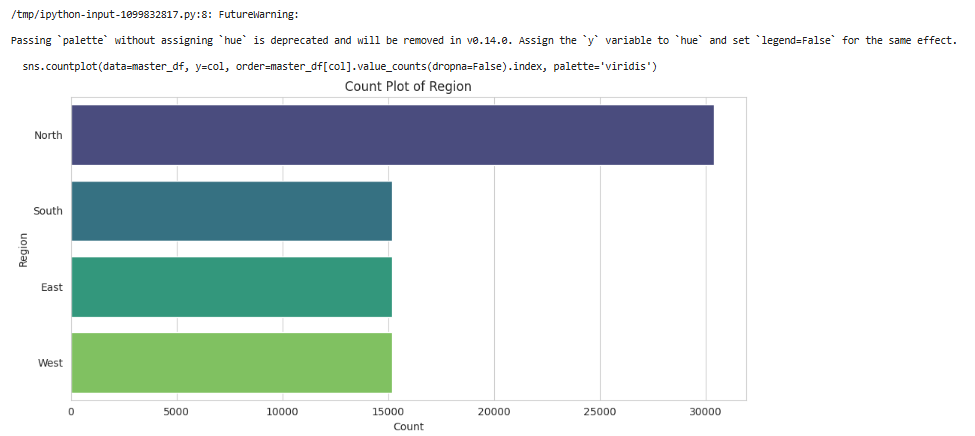 /tmp/ipython-input-1099832817.py:8: FutureWarning:
Passing `palette` without assigning `hue` is deprecated and will be removed in v0.14.0. Assign the `y` variable to `hue` and set `legend=False` for the same effect.
sns.countplot(data=master_df, y=col, order=master_df[col].value_counts(dropna=False).index, palette='viridis')
Count Plot of Region
North
South
East
West
Region
0 5000 10000 15000 20000 25000 30000
Count